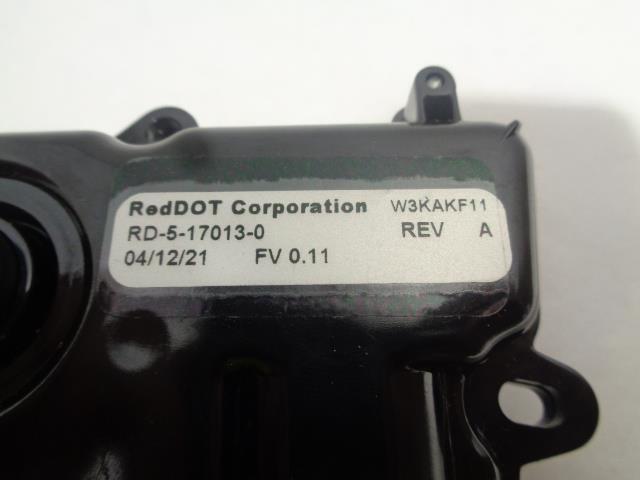 RedDOT Corporation W3KAKF11
RD-5-17013-0 REV A
04/12/21 FV 0.11